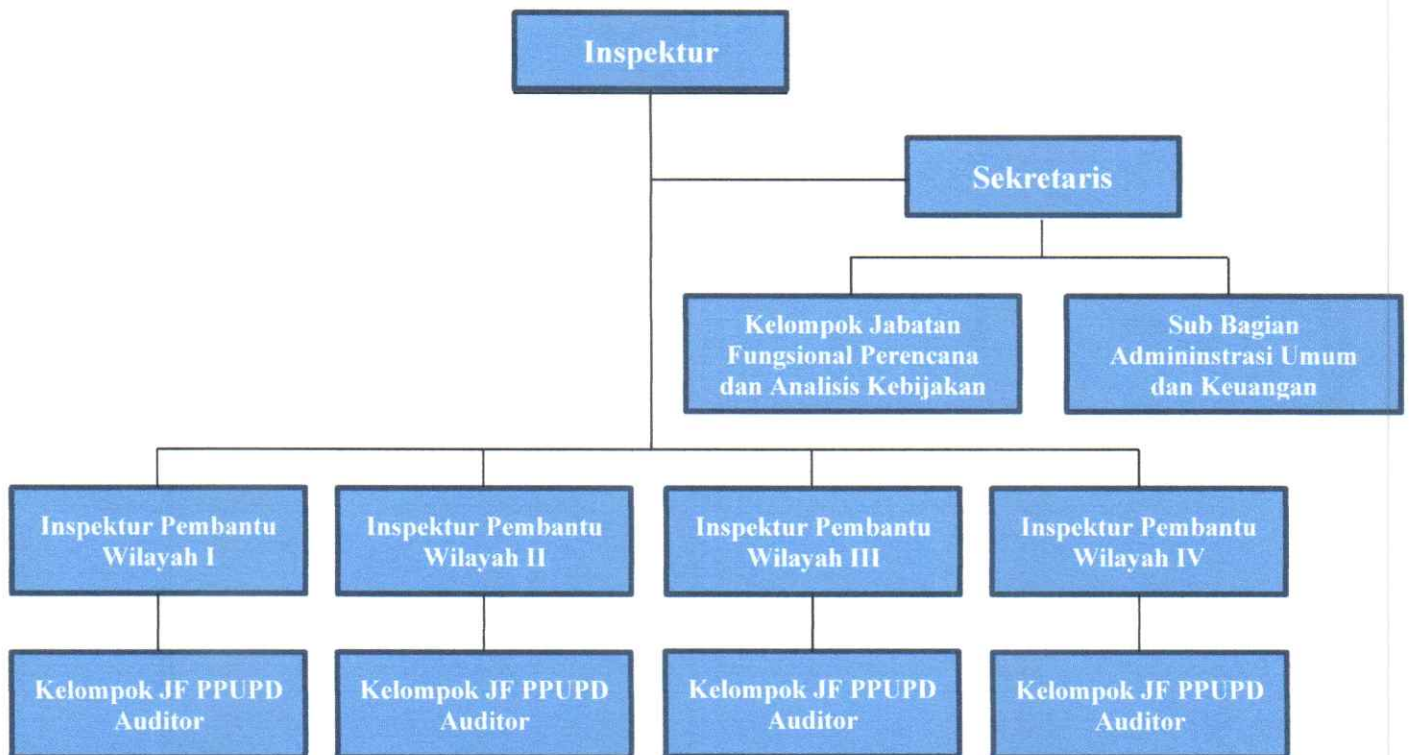 Inspektur
Sekretaris
Kelompok Jabatan
Fungsional Perencana
dan Analisis Kebijakan
Sub Bagian
Admininstrasi Umum
dan Keuangan
Inspektur Pembantu
Wilayah I
Inspektur Pembantu
Wilayah II
Inspektur Pembantu
Wilayah III
Inspektur Pembantu
Wilayah IV
Kelompok JF PPUPD
Auditor
Kelompok JF PPUPD
Auditor
Kelompok JF PPUPD
Auditor
Kelompok JF PPUPD
Auditor